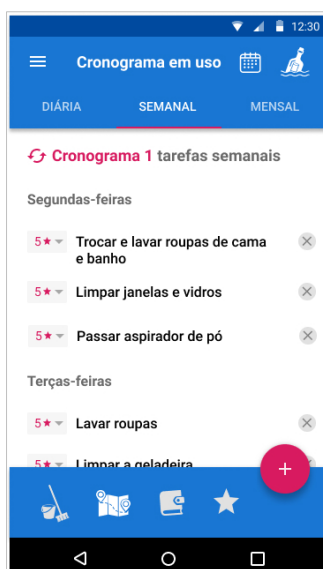 12:30
Cronograma em uso
DIÁRIA SEMANAL MENSAL
Cronograma 1 tarefas semanais
Segundas-feiras
5★ Trocar e lavar roupas de cama
e banho
5★ Limpar janelas e vidros
5★ Passar aspirador de pó
Terças-feiras
5★ Lavar roupas
5★ Limpar a geladeira
+